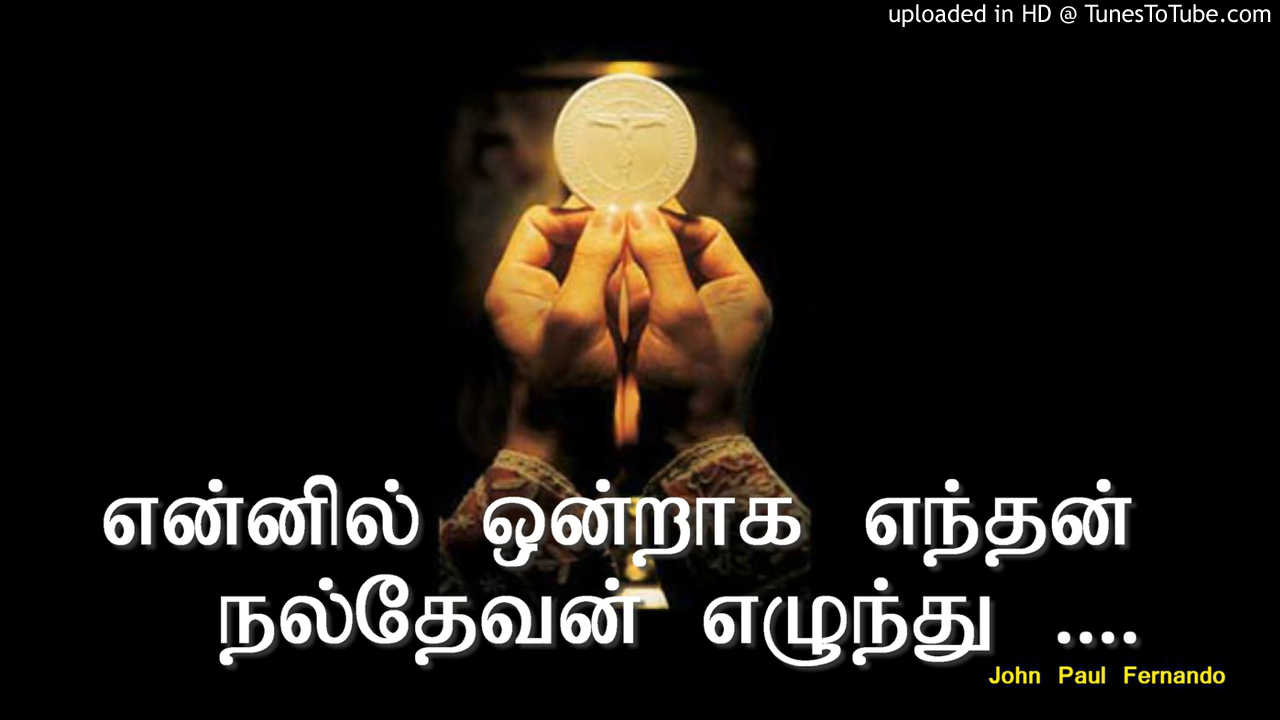 uploaded in HD @ TunesToTube.com
என்னில் ஒன்றாக எந்தன்
நல்தேவன் எழுந்து ....
John Paul Fernando